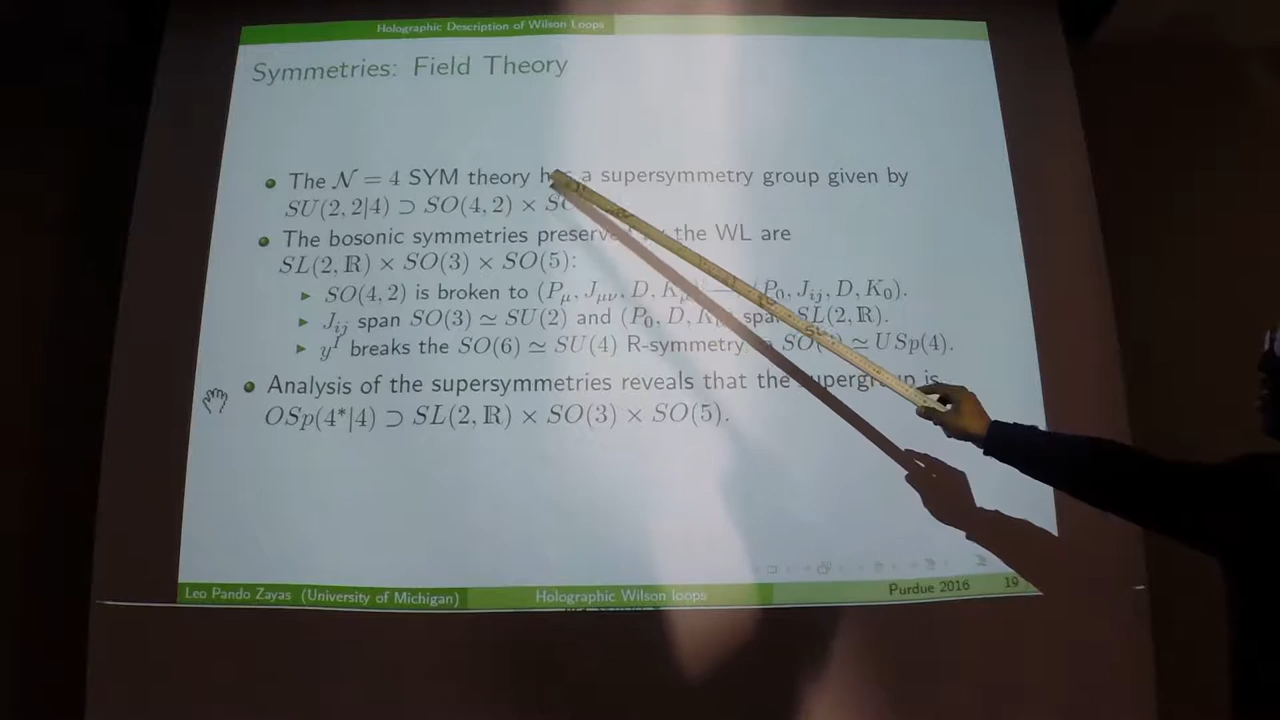 Holographic Description of Wilson Loops
Symmetries: Field Theory
The 𝒩 = 4 SYM theory a supersymmetry group given by
SU(2, 2|4) ⊃ SO(4, 2) ×
The bosonic symmetries the WL are
SL(2, ℝ) × SO(3) × SO(5):
SO(4, 2) is broken to (P_μ, J_μν, D, K_μ) → (P_0, J_ij, D, K_0).
J_ij span SO(3) ≃ SU(2) and (P_0, D, span SL(2, ℝ).
y^I breaks the SO(6) ≃ SU(4) R-symmetry ≃ USp(4).
Analysis of the supersymmetries reveals that the supergroup is
OSp(4*|4) ⊃ SL(2, ℝ) × SO(3) × SO(5).
Leo Pando Zayas (University of Michigan) Holographic Wilson loops Purdue 2016 19